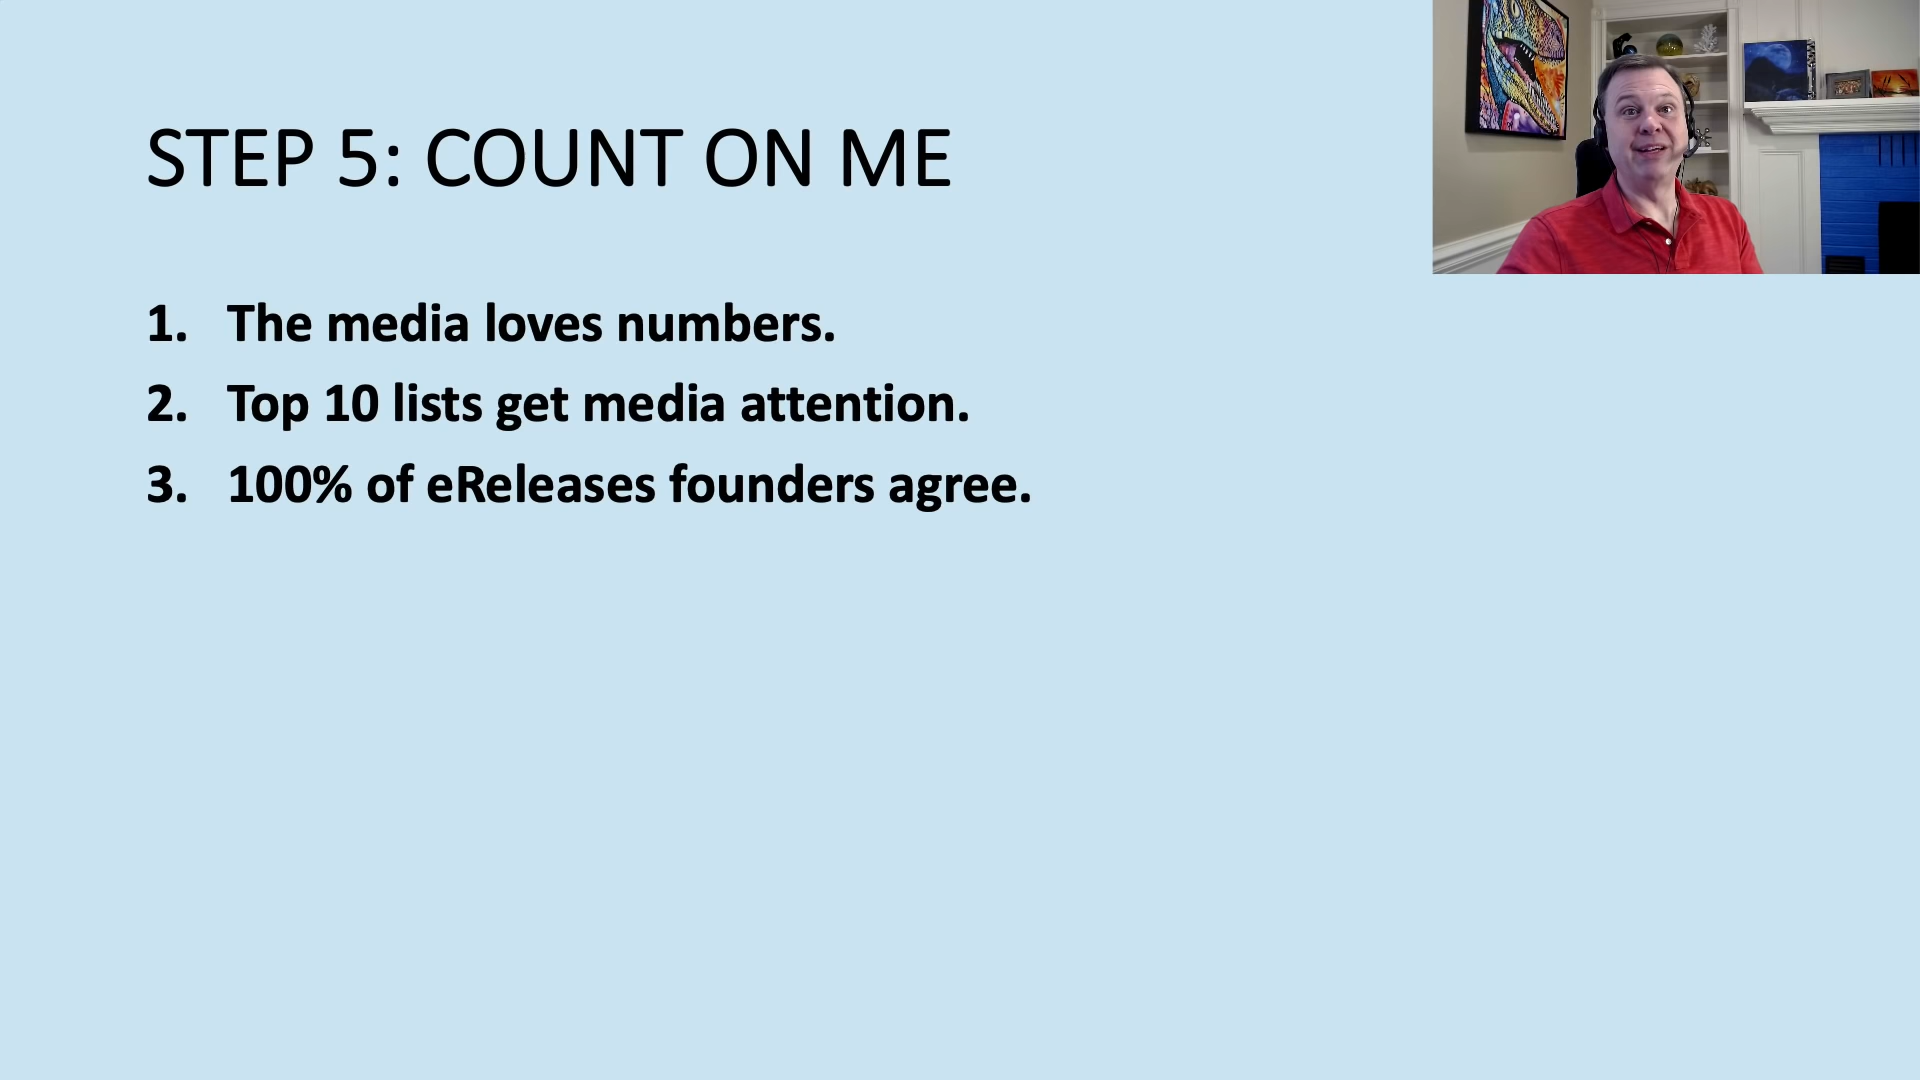 STEP 5: COUNT ON ME
1. The media loves numbers.
2. Top 10 lists get media attention.
3. 100% of eReleases founders agree.